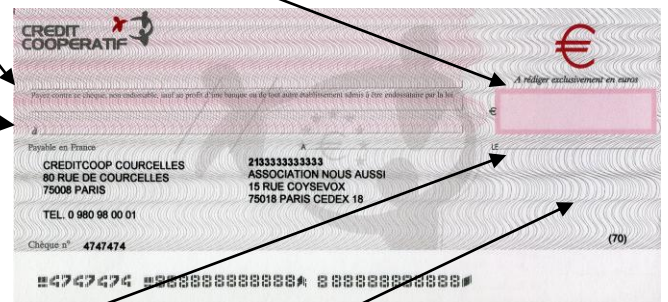 CREDIT
COOPERATIF
€
A rédiger exclusivement en euros
Payez contre ce chèque, non endossable, sauf au profit d'une banque ou de tout autre établissement admis à être endossataire par la loi.
€
à
Payable en France
A
LE
CREDITCOOP COURCELLES
80 RUE DE COURCELLES
75008 PARIS
2133333333333
ASSOCIATION NOUS AUSSI
15 RUE COYSEVOX
75018 PARIS CEDEX 18
TEL. 0 980 98 00 01
Chèque n° 4747474
(70)
4747474 888888888888 888888888888